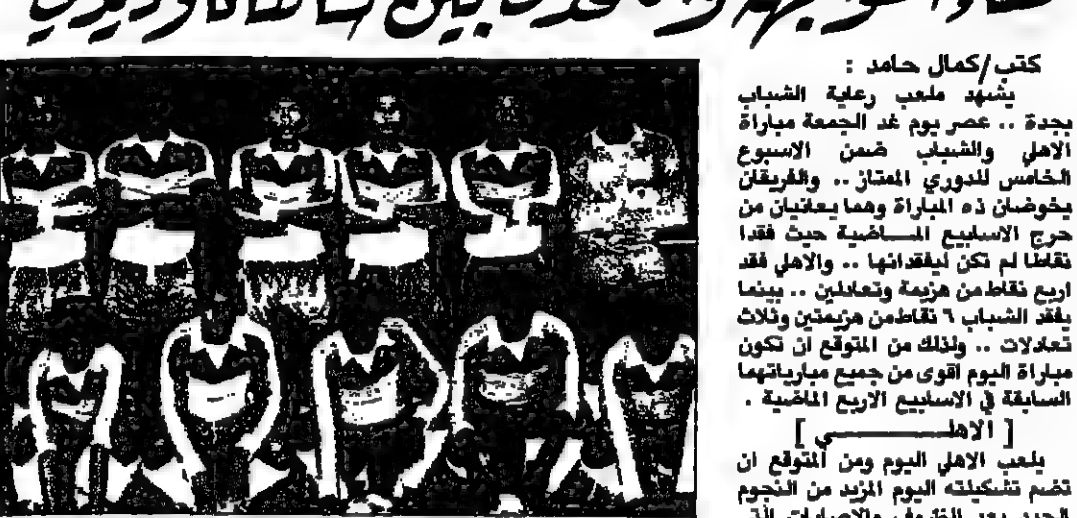 بين
كتب/كمال حامد :
يشهد ملعب رعاية الشباب
بجدة .. عصر يوم غد الجمعة مباراة
الاهلي والشباب ضمن الاسبوع
الخامس للدوري الممتاز .. والفريقان
يخوضان ذه المباراة وهما يعانيان من
حرج الاسابيع المـاضية حيث فقدا
نقاطا لم تكن ليفقدانها .. والاهلي فقد
اربع نقاط من هزيمة وتعادلين .. بينما
يفقد الشباب ٦ نقاط من هزيمتين وثلاث
تعادلات .. ولذلك من المتوقع ان تكون
مباراة اليوم اقوى من جميع مبارياتهما
السابقة في الاسابيع الاربع الماضية .
[ الاهلـــــــي ]
يلعب الاهلي اليوم ومن المتوقع ان
تضم تشكيلته اليوم المزيد من النجوم